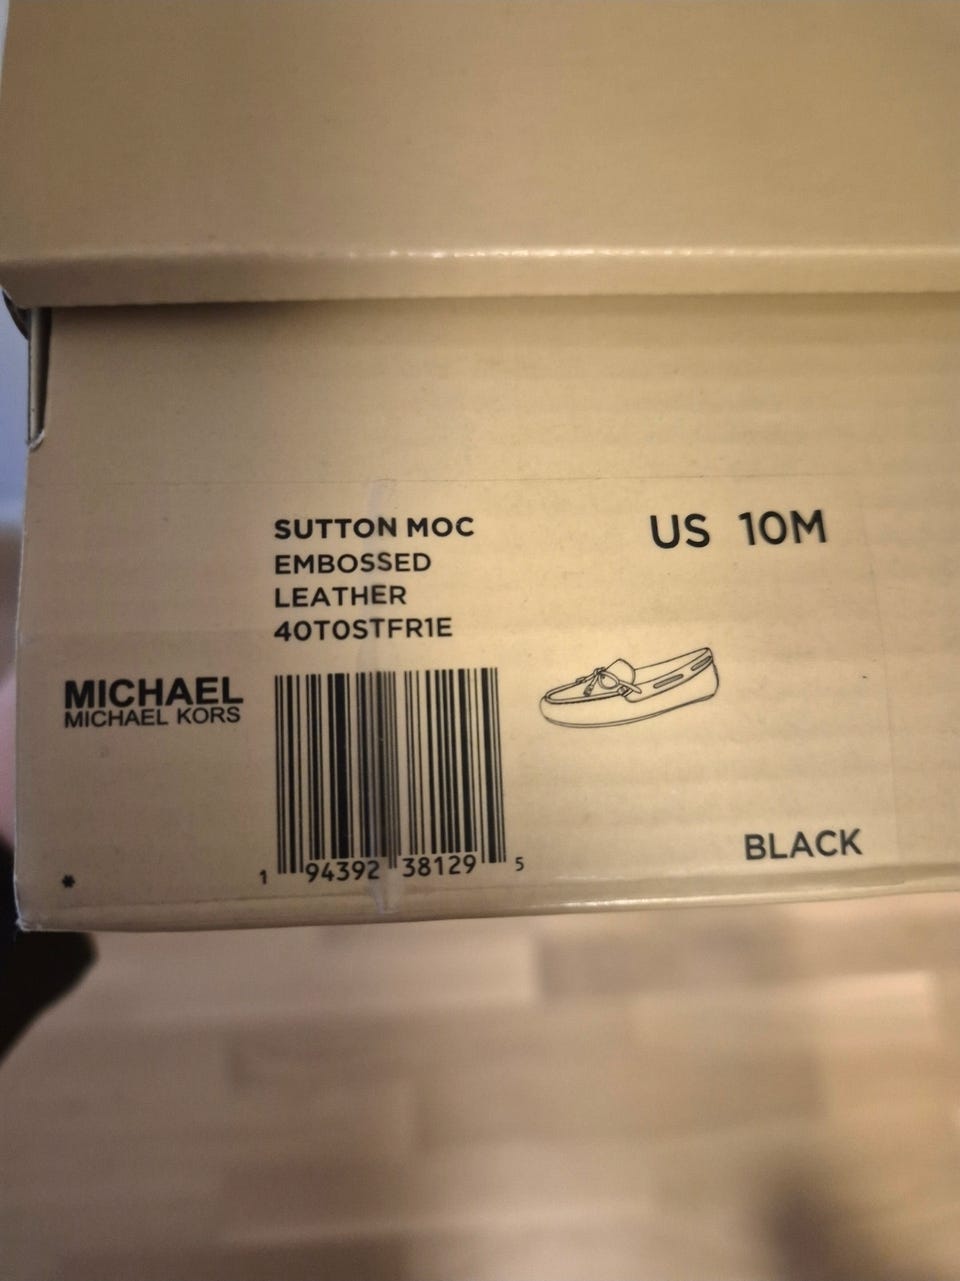 SUTTON MOC
EMBOSSED
LEATHER
40T0STFR1E
US 10M
MICHAEL
MICHAEL KORS
1 94392 38129 5
BLACK
*